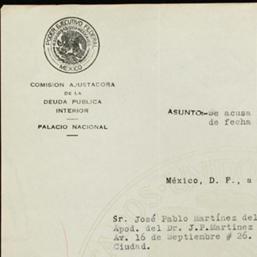 PODER EJECUTIVO FEDERAL
MEXICO
COMISION AJUSTADORA
DE LA
DEUDA PUBLICA
INTERIOR
PALACIO NACIONAL
ASUNTO:-Se acusa
de fecha
México, D. F., a
Sr. José Pablo Martínez del
Apod. del Dr. J.P.Martinez
Av. 16 de Septiembre # 26.
Ciudad.